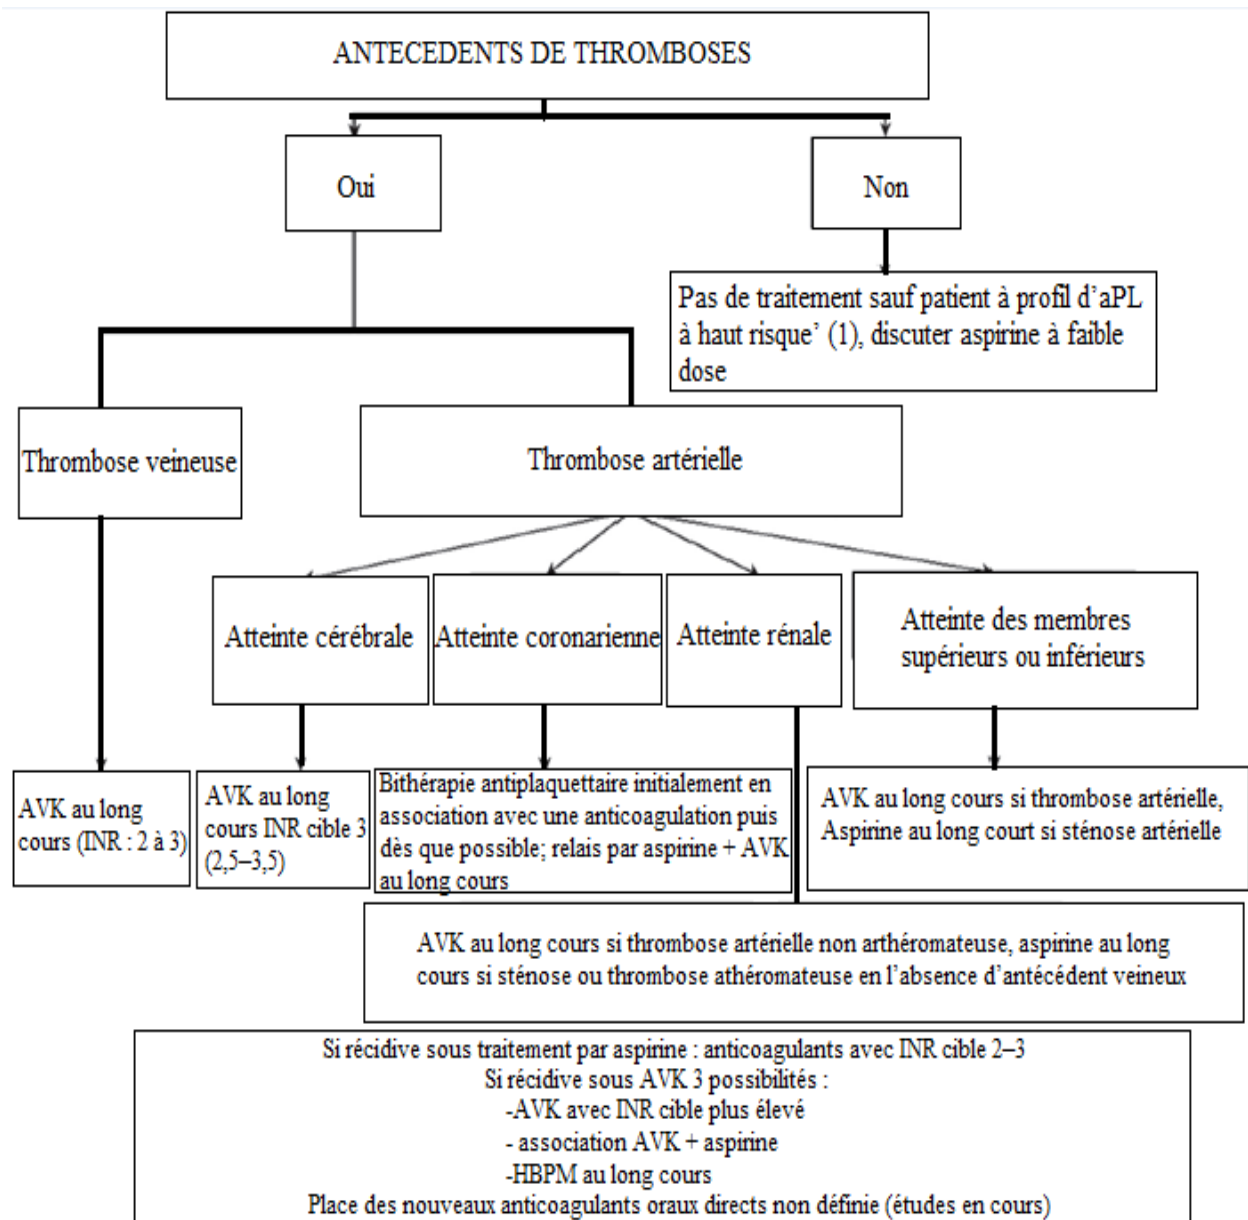 ANTECEDENTS DE THROMBOSES
Oui
Non
Pas de traitement sauf patient à profil d’aPL
à haut risque’ (1), discuter aspirine à faible
dose
Thrombose veineuse
Thrombose artérielle
Atteinte cérébrale
Atteinte coronarienne
Atteinte rénale
Atteinte des membres
supérieurs ou inférieurs
AVK au long
cours (INR : 2 à 3)
AVK au long
cours INR cible 3
(2,5–3,5)
Bithérapie antiplaquettaire initialement en
association avec une anticoagulation puis
dès que possible; relais par aspirine + AVK
au long cours
AVK au long cours si thrombose artérielle,
Aspirine au long court si sténose artérielle
AVK au long cours si thrombose artérielle non arthéromateuse, aspirine au long
cours si sténose ou thrombose athéromateuse en l’absence d’antécédent veineux
Si récidive sous traitement par aspirine : anticoagulants avec INR cible 2–3
Si récidive sous AVK 3 possibilités :
-AVK avec INR cible plus élevé
- association AVK + aspirine
-HBPM au long cours
Place des nouveaux anticoagulants oraux directs non définie (études en cours)